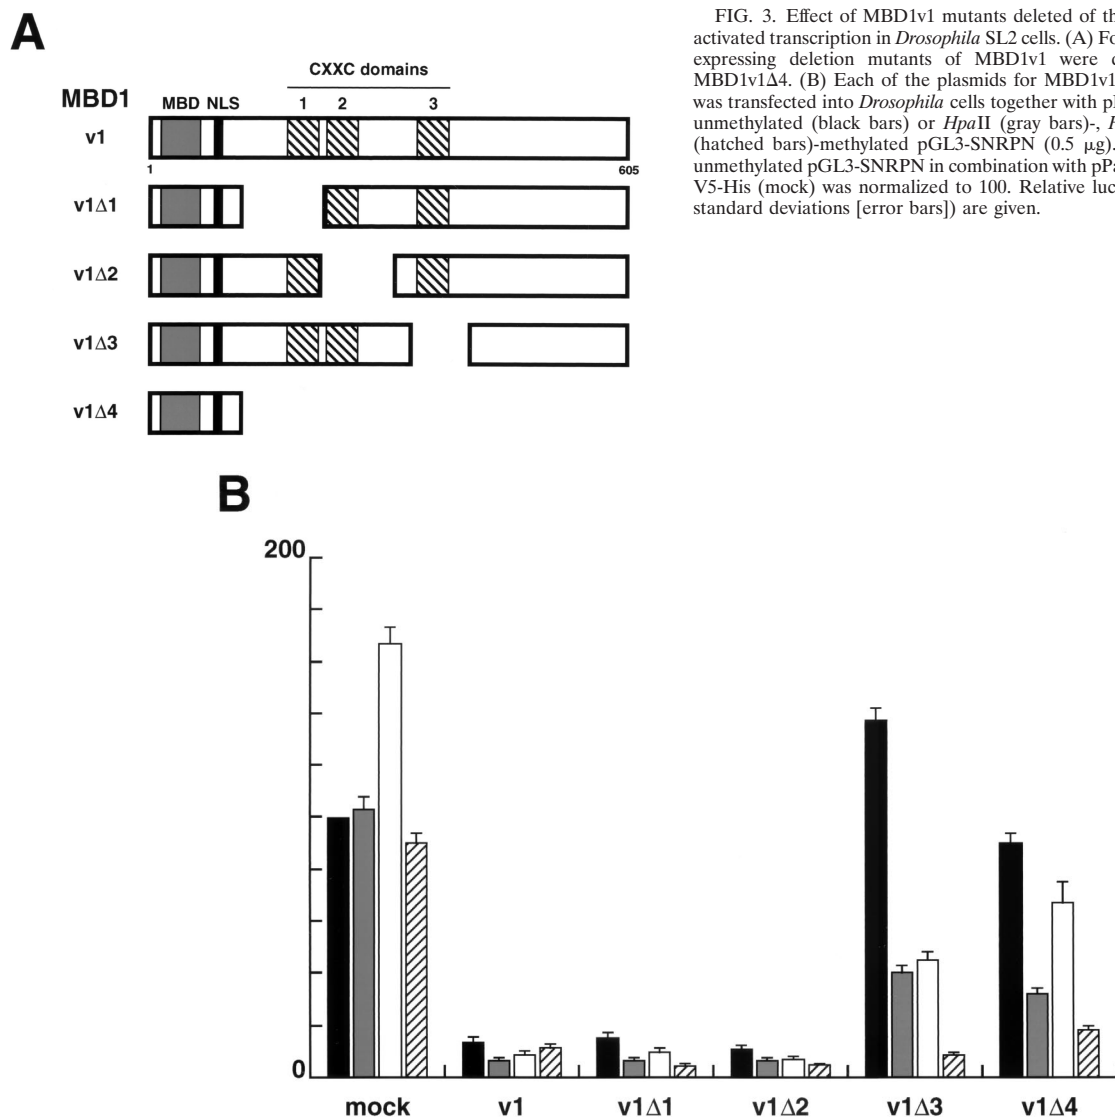 A
CXXC domains
MBD1 MBD NLS 1 2 3
v1
1 605
v1Δ1
v1Δ2
v1Δ3
v1Δ4
FIG. 3. Effect of MBD1v1 mutants deleted of th
activated transcription in Drosophila SL2 cells. (A) Fo
expressing deletion mutants of MBD1v1 were c
MBD1v1Δ4. (B) Each of the plasmids for MBD1v1
was transfected into Drosophila cells together with pl
unmethylated (black bars) or HpaII (gray bars)-, H
(hatched bars)-methylated pGL3-SNRPN (0.5 μg).
unmethylated pGL3-SNRPN in combination with pPa
V5-His (mock) was normalized to 100. Relative luc
standard deviations [error bars]) are given.
B
200
0
mock v1 v1Δ1 v1Δ2 v1Δ3 v1Δ4